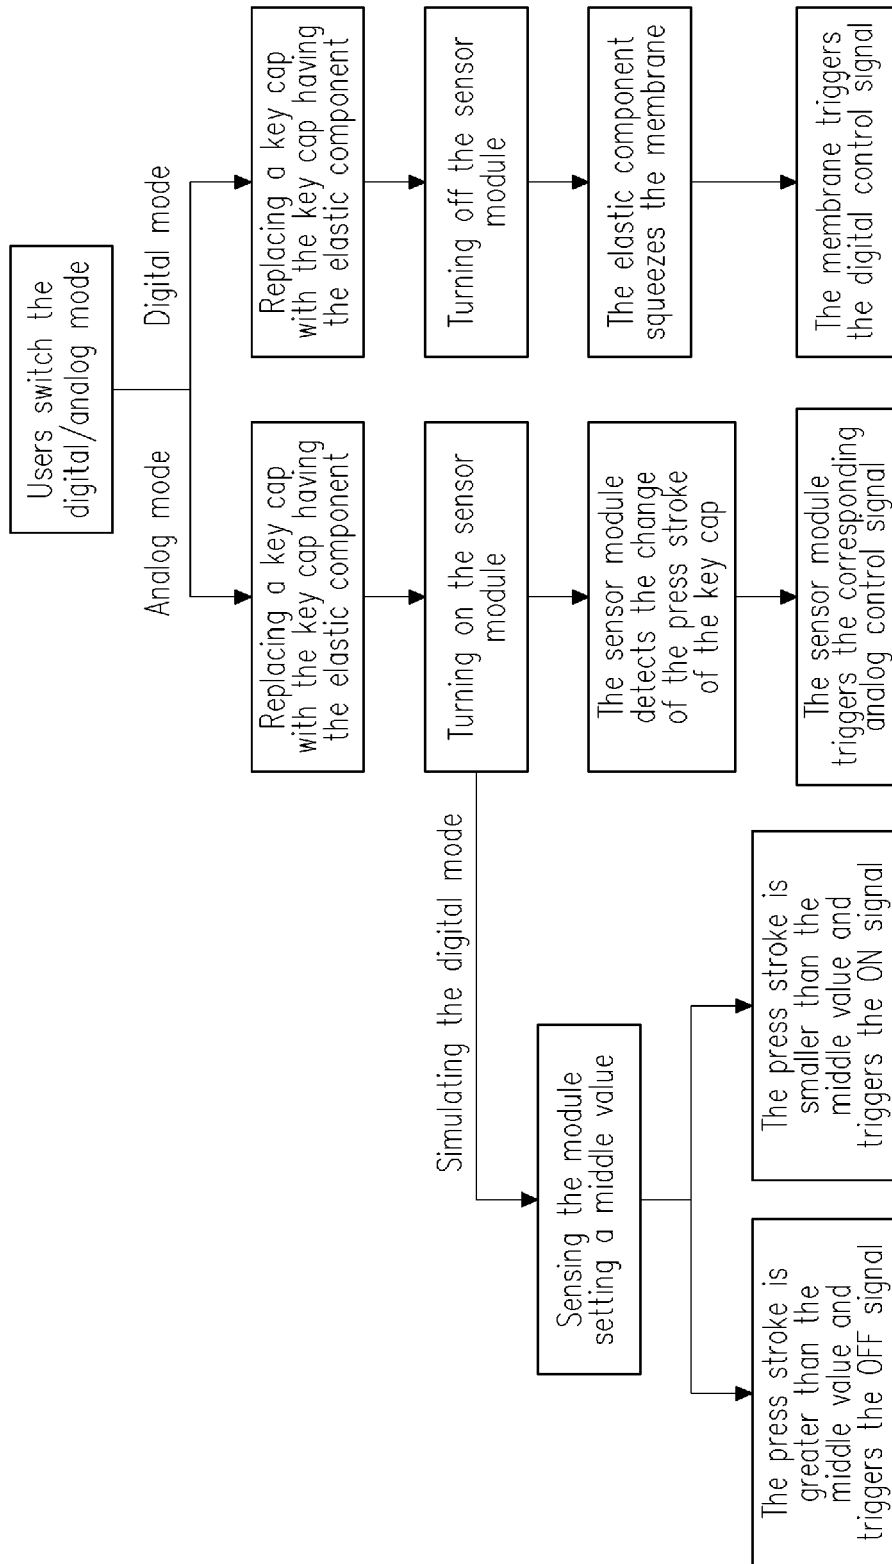 Users switch the
digital/analog mode
Analog mode
Digital mode
Replacing a key cap
with the key cap having
the elastic component
Replacing a key cap
with the key cap having
the elastic component
Turning on the sensor
module
Turning off the sensor
module
Simulating the digital mode
The sensor module
detects the change
of the press stroke
of the key cap
The elastic component
squeezes the membrane
Sensing the module
setting a middle value
The sensor module
triggers the corresponding
analog control signal
The membrane triggers
the digital control signal
The press stroke is
greater than the
middle value and
triggers the OFF signal
The press stroke is
smaller than the
middle value and
triggers the ON signal